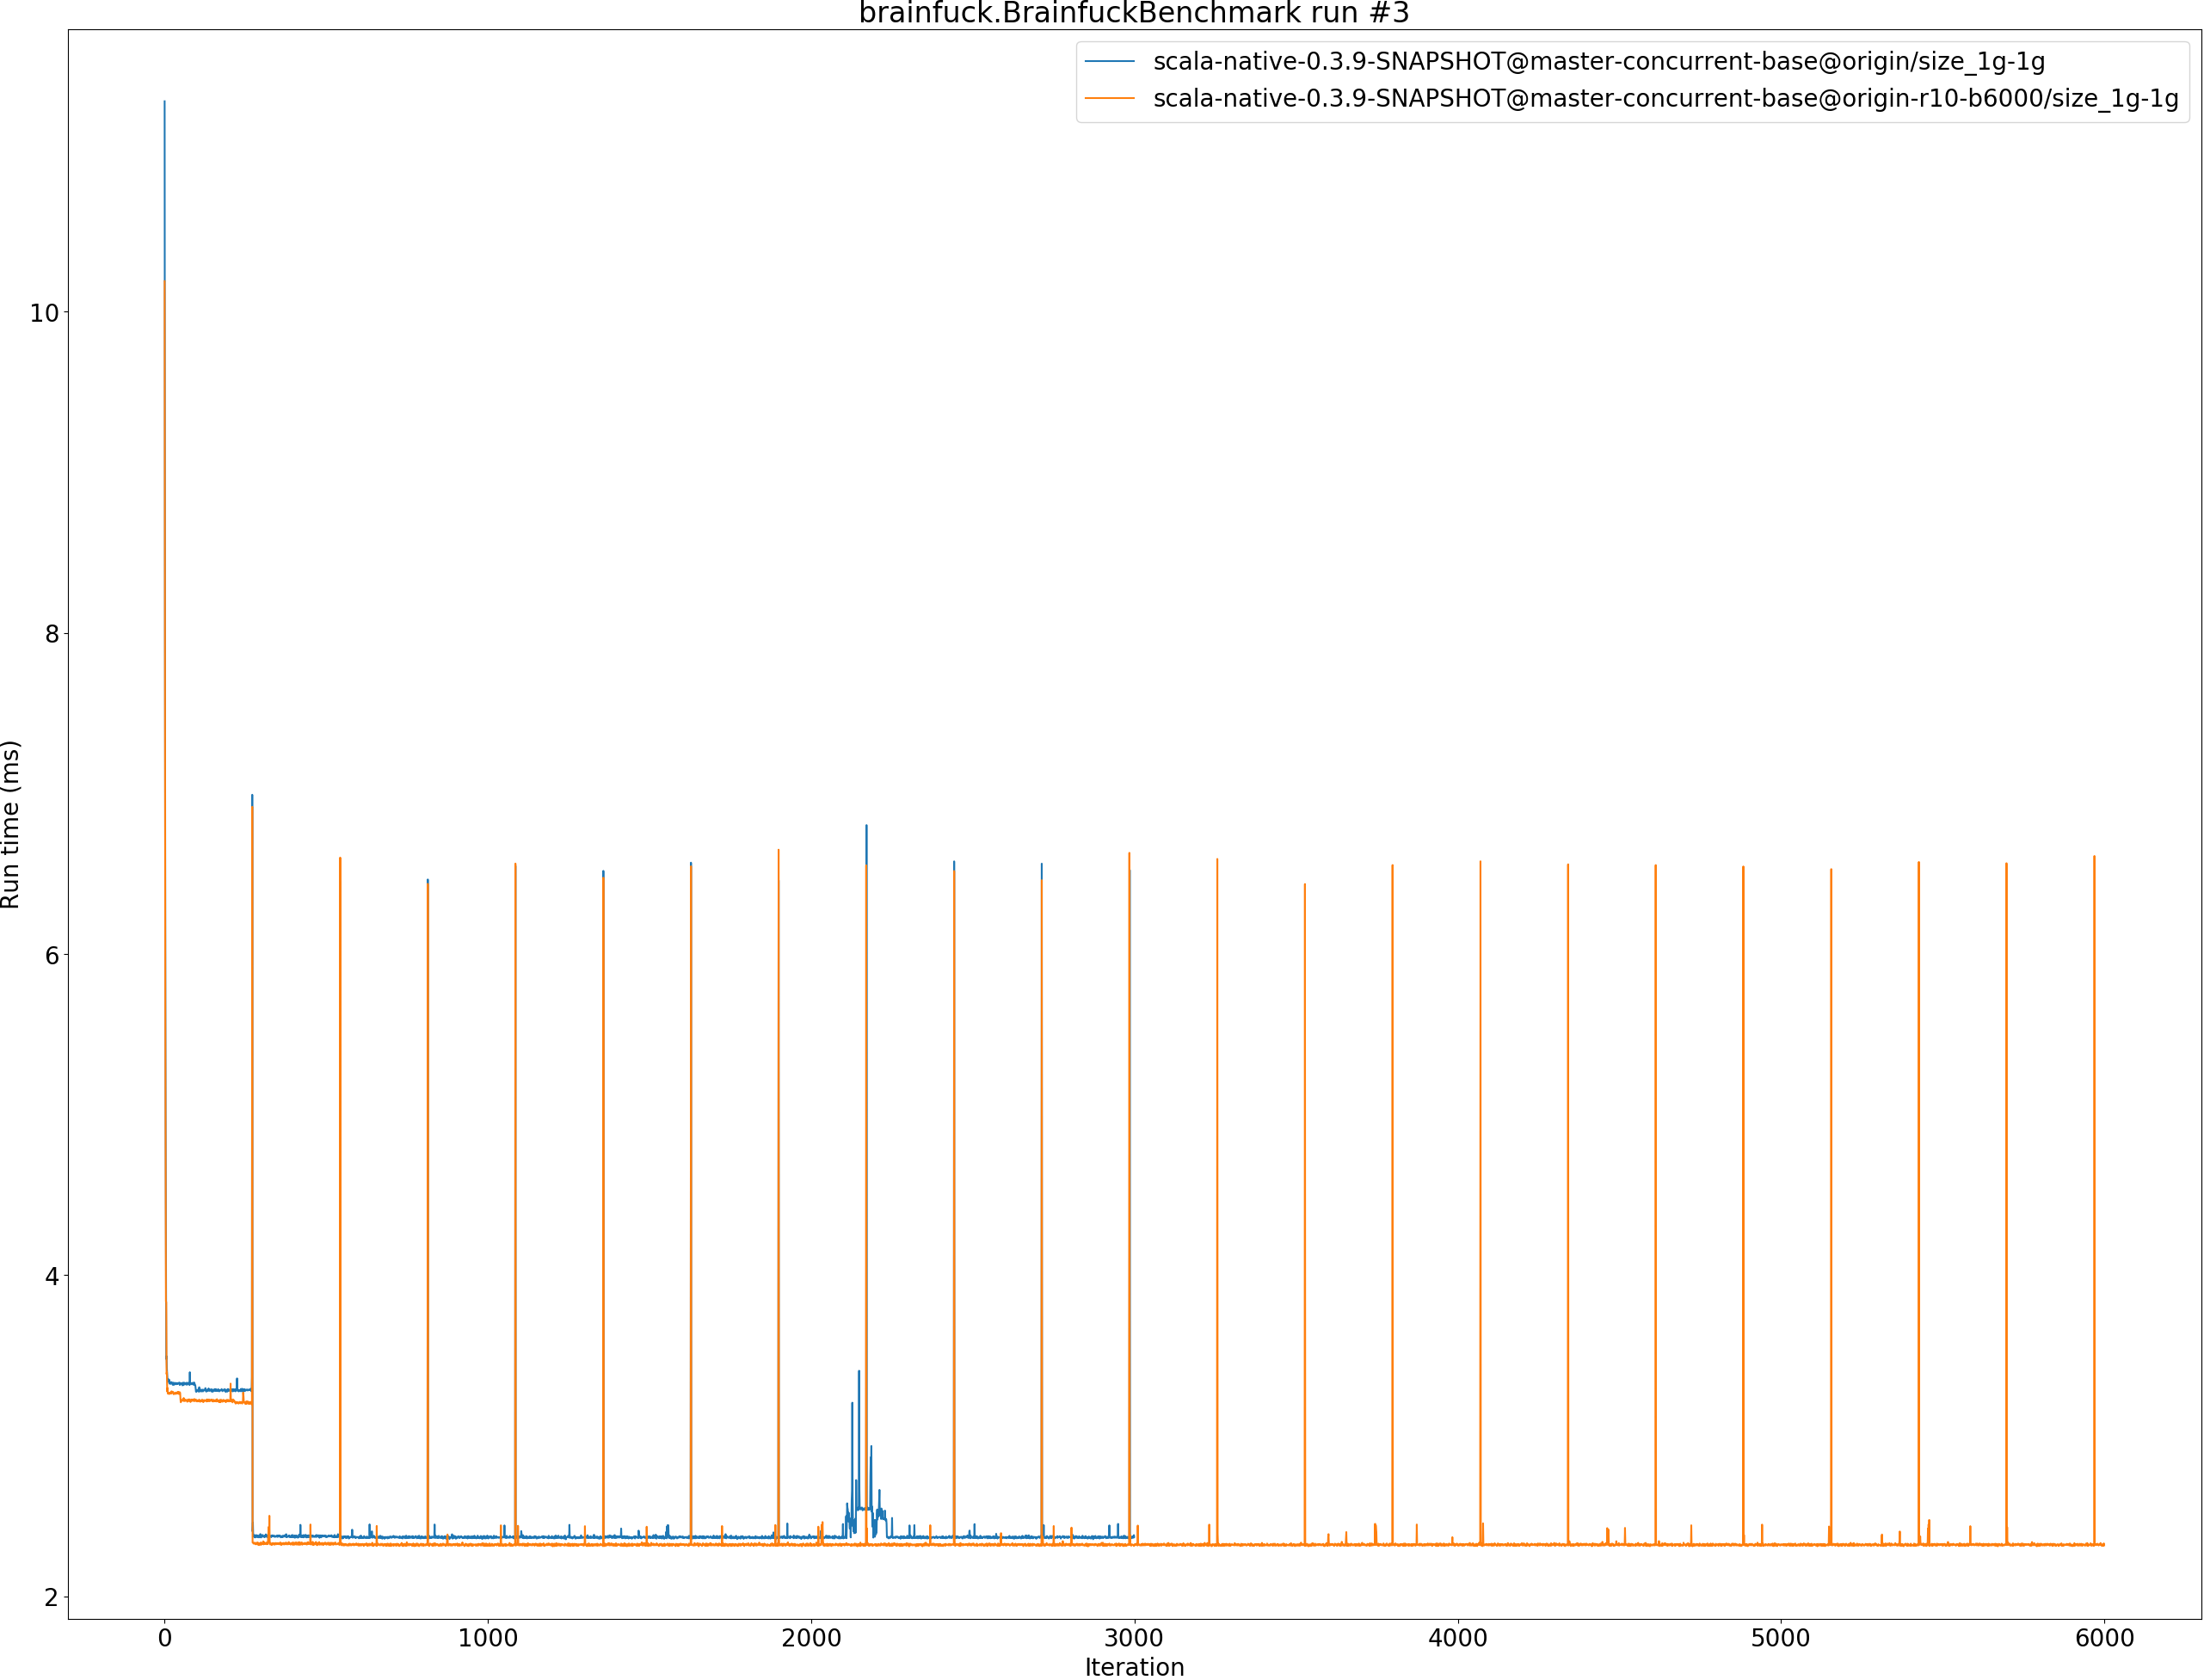 brainfuck.BrainfuckBenchmark run #3
scala-native-0.3.9-SNAPSHOT@master-concurrent-base@origin/size_1g-1g
scala-native-0.3.9-SNAPSHOT@master-concurrent-base@origin-r10-b6000/size_1g-1g
10
8
6
4
2
Run time (ms)
0 1000 2000 3000 4000 5000 6000
Iteration